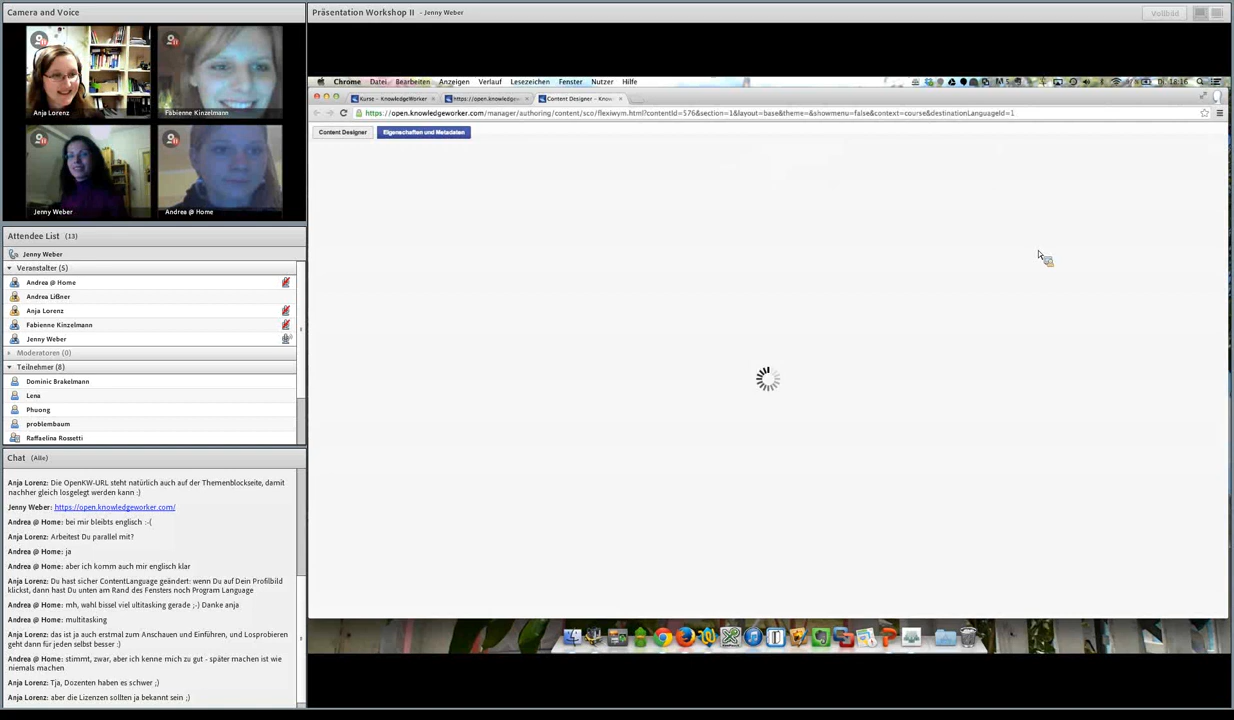 Camera and Voice
Anja Lorenz
Fabienne Kinzelmann
Jenny Weber
Andrea @ Home
Attendee List (13)
Jenny Weber
Veranstalter (5)
Andrea @ Home
Andrea Lißner
Anja Lorenz
Fabienne Kinzelmann
Jenny Weber
Moderatoren (0)
Teilnehmer (8)
Dominic Brakelmann
Lena
Phuong
problembaum
Raffaelina Rossetti
Chat (Alle)
Anja Lorenz: Die OpenKW-URL steht natürlich auch auf der Themenblockseite, damit
nachher gleich losgelegt werden kann :)
Jenny Weber: https://open.knowledgeworker.com/
Andrea @ Home: bei mir bleibts englisch :-(
Anja Lorenz: Arbeitest Du parallel mit?
Andrea @ Home: ja
Andrea @ Home: aber ich komm auch mir englisch klar
Anja Lorenz: Du hast sicher ContentLanguage geändert: wenn Du auf Dein Profilbild
klickst, dann hast Du unten am Rand des Fensters noch Program Language
Andrea @ Home: mh, wahl bissel viel ultitasking gerade ;-) Danke anja
Andrea @ Home: multitasking
Anja Lorenz: das ist ja auch erstmal zum Anschauen und Einführen, und Losprobieren
geht dann für jeden selbst besser :)
Andrea @ Home: stimmt, zwar, aber ich kenne mich zu gut - später machen ist wie
niemals machen
Anja Lorenz: Tja, Dozenten haben es schwer ;)
Anja Lorenz: aber die Lizenzen sollten ja bekannt sein ;)
Präsentation Workshop II - Jenny Weber
Vollbild
Chrome Datei Bearbeiten Anzeigen Verlauf Lesezeichen Fenster Nutzer Hilfe
Di. 18:16
Kurse - KnowledgeWorker
https://open.knowledgew
Content Designer - Know
https://open.knowledgeworker.com/manager/authoring/content/sco/flexiwym.html?contentId=576&section=1&layout=base&theme=&showmenu=false&context=course&destinationLanguageId=1
Content Designer
Eigenschaften und Metadaten